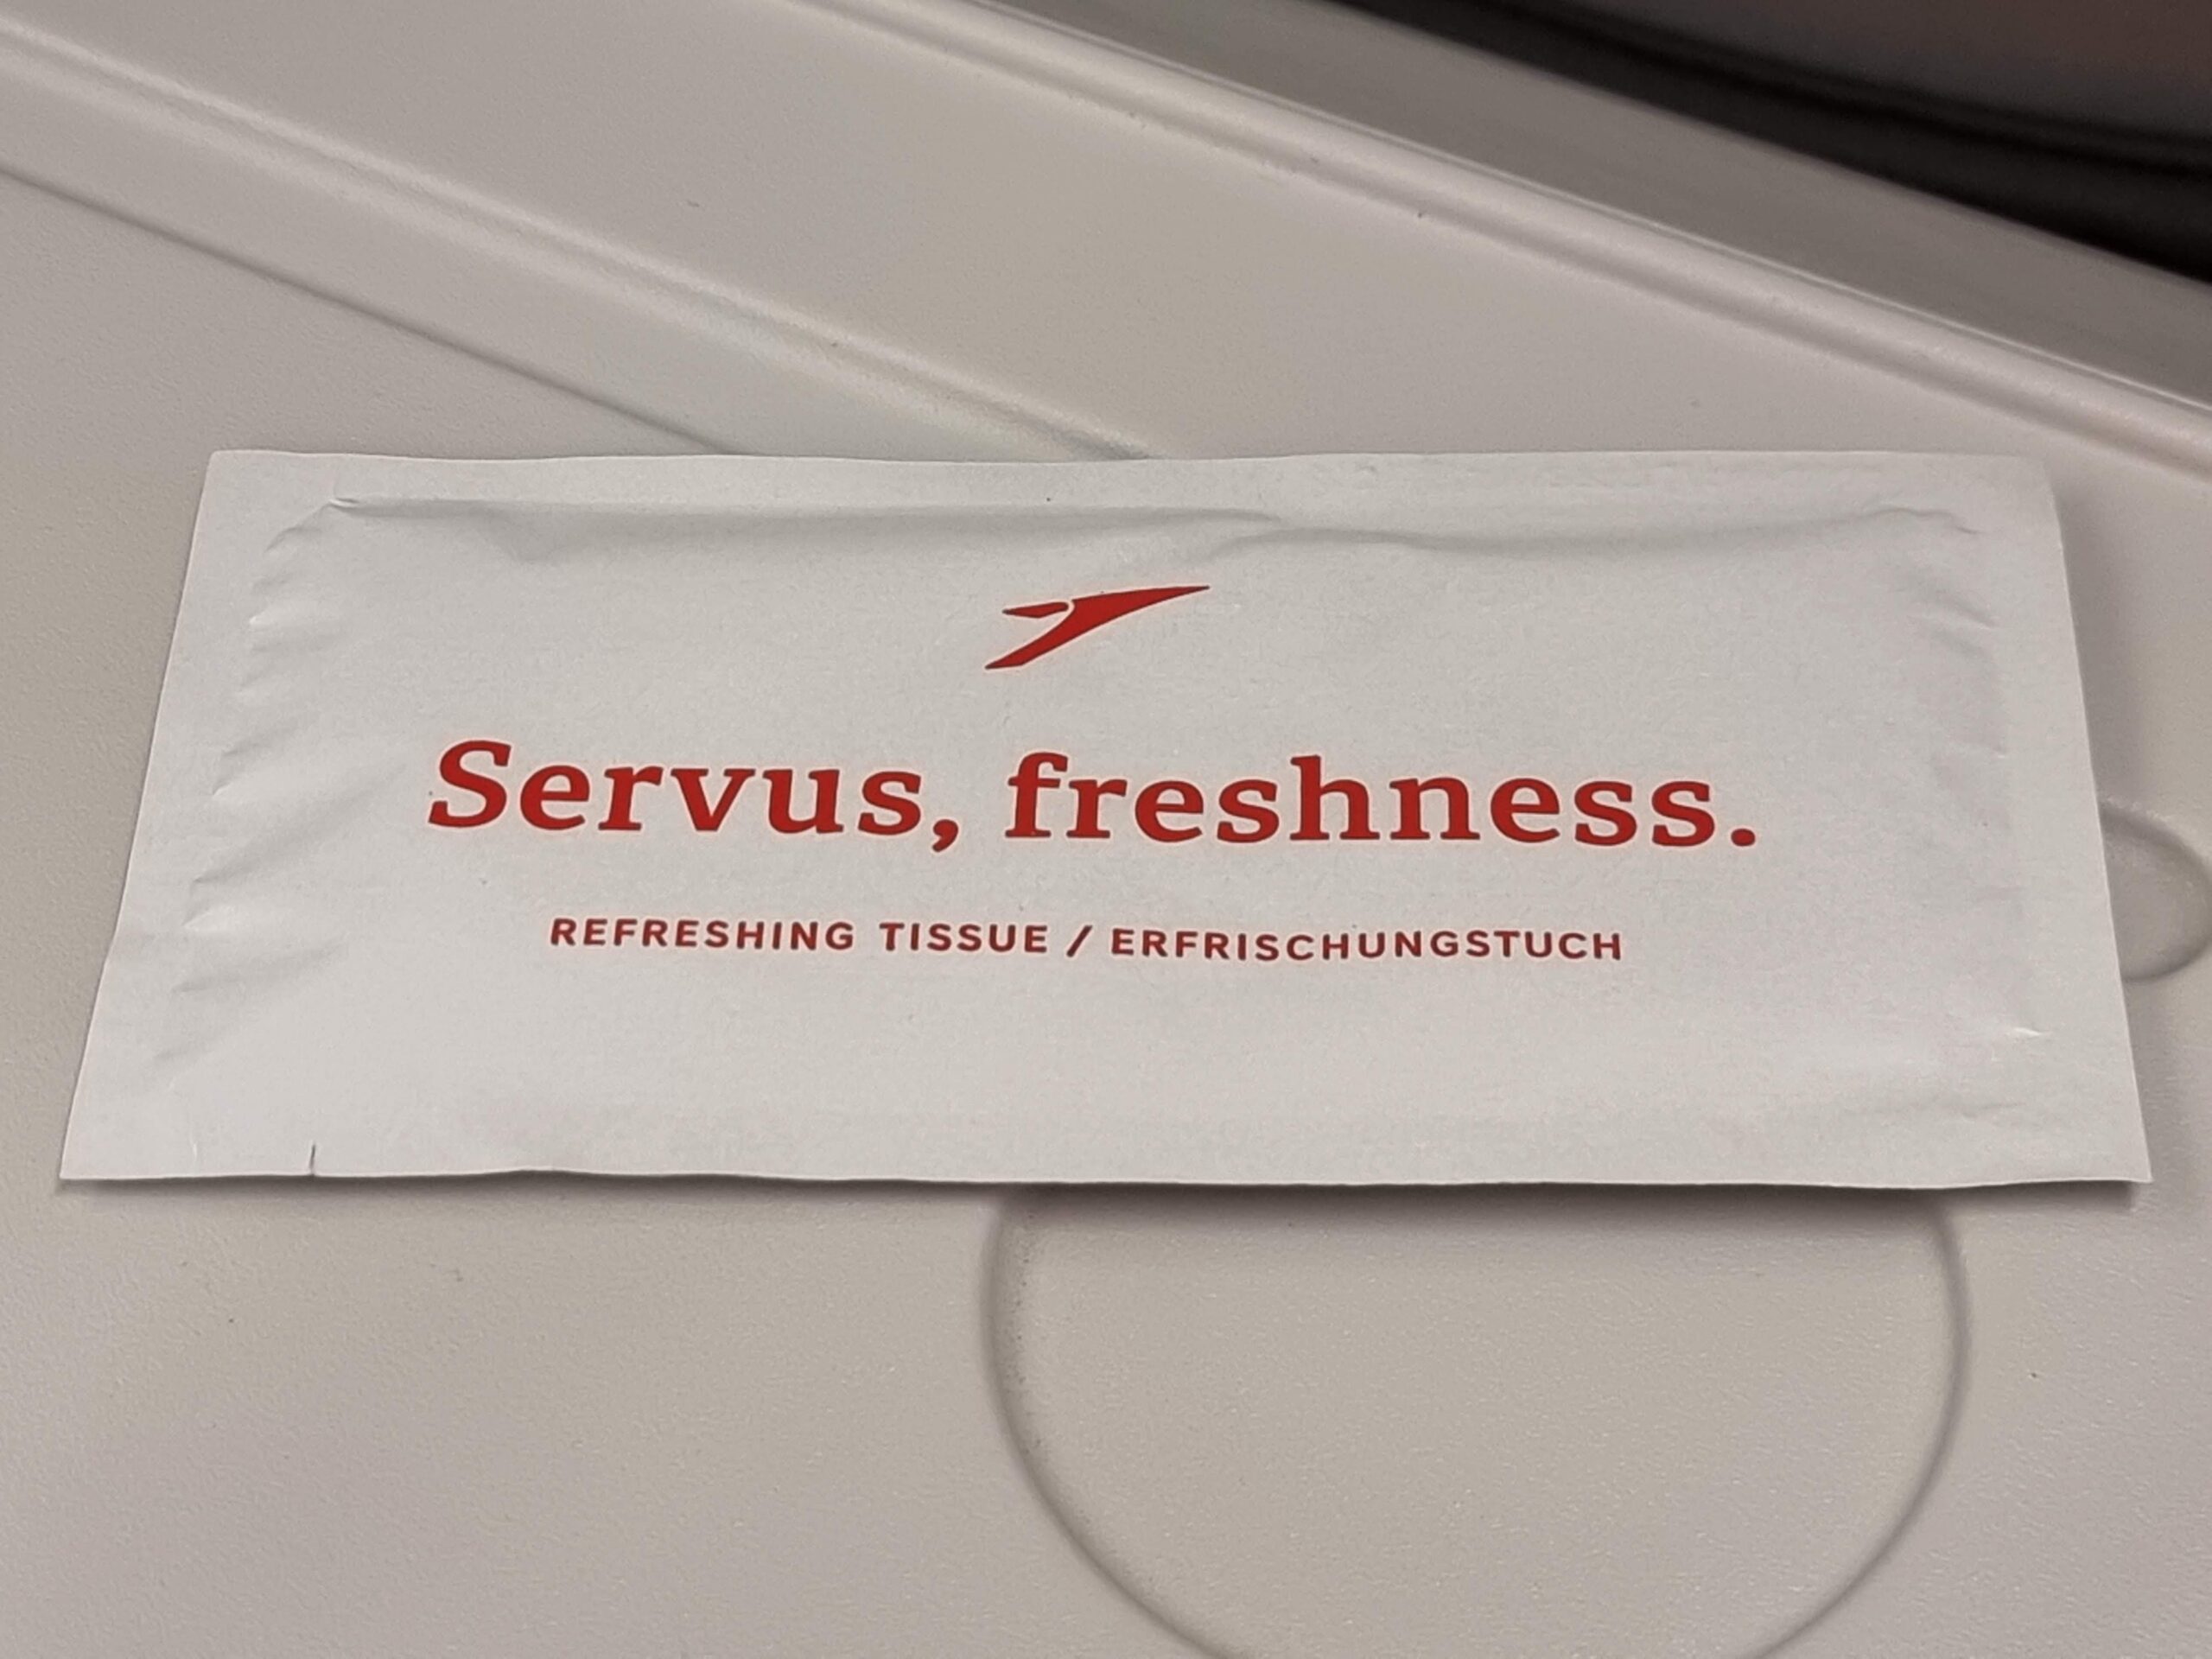 Servus, freshness.
REFRESHING TISSUE / ERFRISCHUNGSTUCH